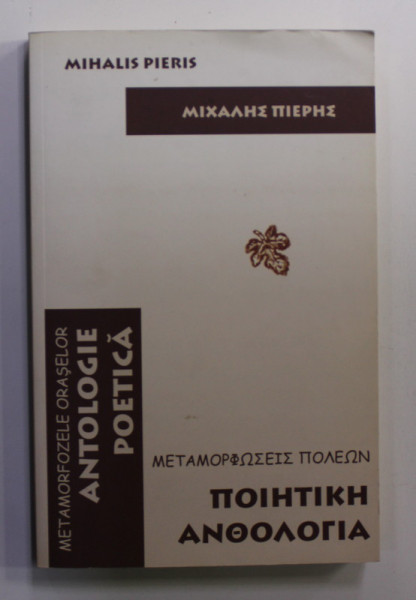 MIHALIS PIERIS
ΜΙΧΑΛΗΣ ΠΙΕΡΗΣ
METAMORFOZELE ORAŞELOR
ANTOLOGIE
POETICĂ
ΜΕΤΑΜΟΡΦΩΣΕΙΣ ΠΟΛΕΩΝ
ΠΟΙΗΤΙΚΗ
ΑΝΘΟΛΟΓΙΑ